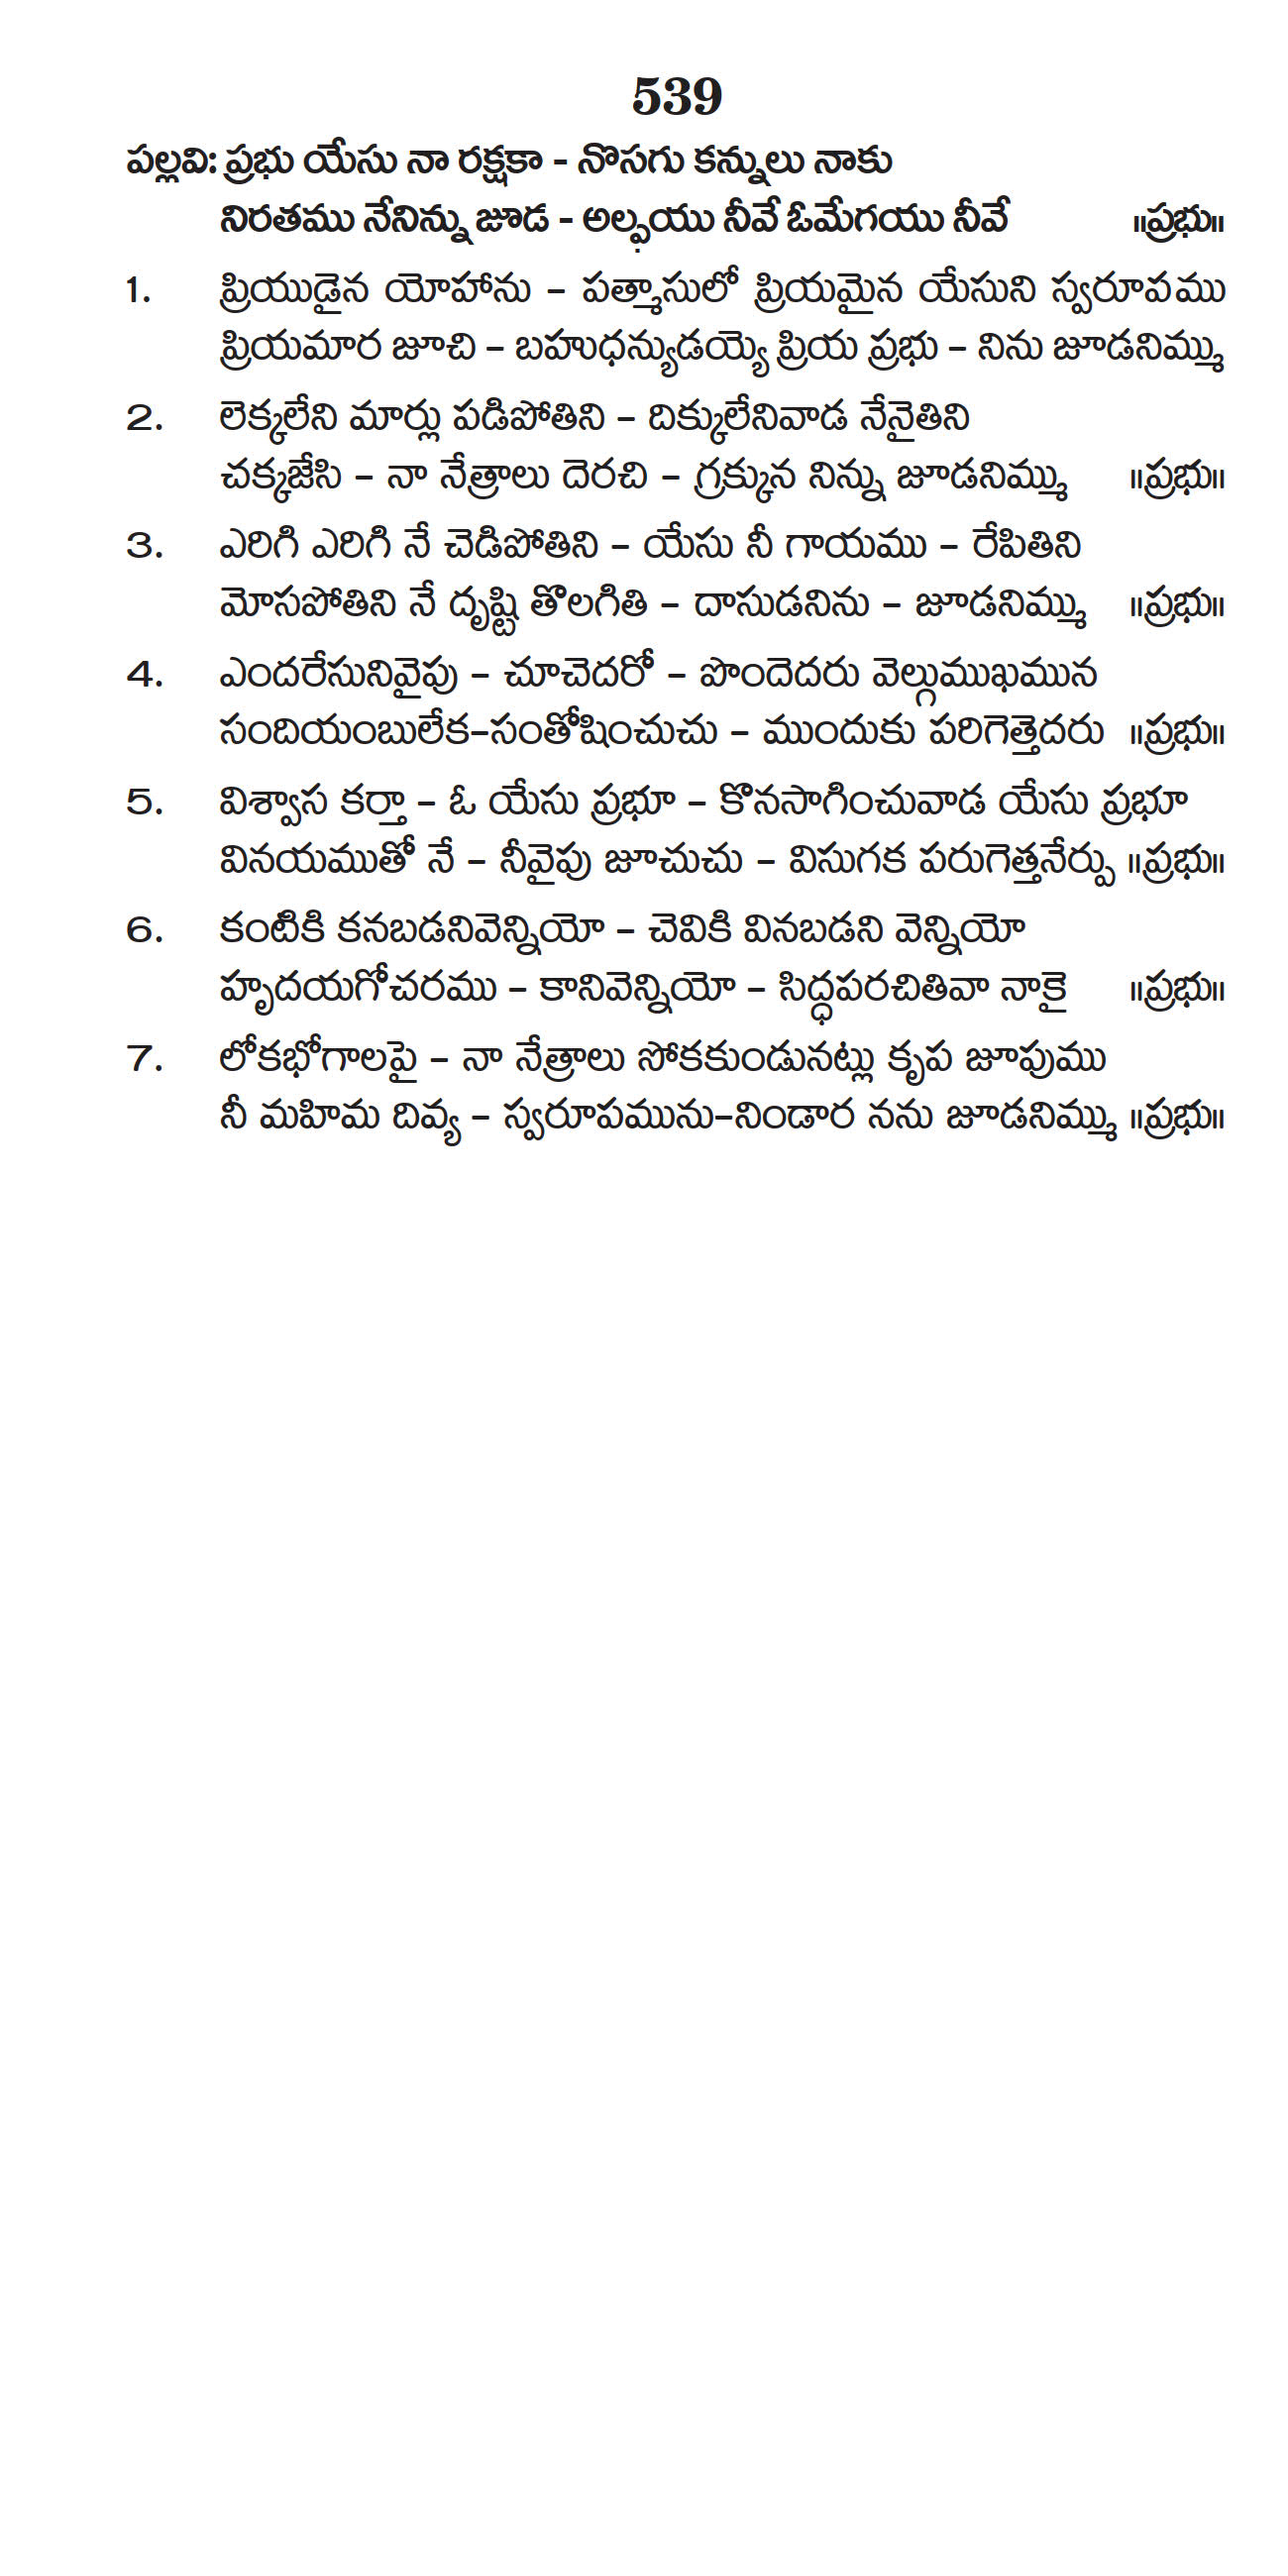 539
పల్లవి: ప్రభు యేసు నా రక్షకా - నొసగు కన్నులు నాకు
నిరతము నేనిన్ను జూడ - అల్ఫయు నీవే ఓమేగయు నీవే ॥ప్రభు॥
1. ప్రియుడైన యోహాను – పత్మాసులో ప్రియమైన యేసుని స్వరూపము
ప్రియమార జూచి – బహుధన్యుడయ్యె ప్రియ ప్రభు – నిను జూడనిమ్ము
2. లెక్కలేని మార్లు పడిపోతిని – దిక్కులేనివాడ నేనైతిని
చక్కజేసి – నా నేత్రాలు దెరచి – గ్రక్కున నిన్ను జూడనిమ్ము ॥ప్రభు॥
3. ఎరిగి ఎరిగి నే చెడిపోతిని – యేసు నీ గాయము – రేపితిని
మోసపోతిని నే దృష్టి తొలగితి – దాసుడనిను – జూడనిమ్ము ॥ప్రభు॥
4. ఎందరేసునివైపు – చూచెదరో – పొందెదరు వెల్గుముఖమున
సందియంబులేక–సంతోషించుచు – ముందుకు పరిగెత్తెదరు ॥ప్రభు॥
5. విశ్వాస కర్తా – ఓ యేసు ప్రభూ – కొనసాగించువాడ యేసు ప్రభూ
వినయముతో నే – నీవైపు జూచుచు – విసుగక పరుగెత్తనేర్పు ॥ప్రభు॥
6. కంటికి కనబడనివెన్నియో – చెవికి వినబడని వెన్నియో
హృదయగోచరము – కానివెన్నియో – సిద్ధపరచితివా నాకై ॥ప్రభు॥
7. లోకభోగాలపై – నా నేత్రాలు సోకకుండునట్లు కృప జూపుము
నీ మహిమ దివ్య – స్వరూపమును–నిండార నను జూడనిమ్ము ॥ప్రభు॥